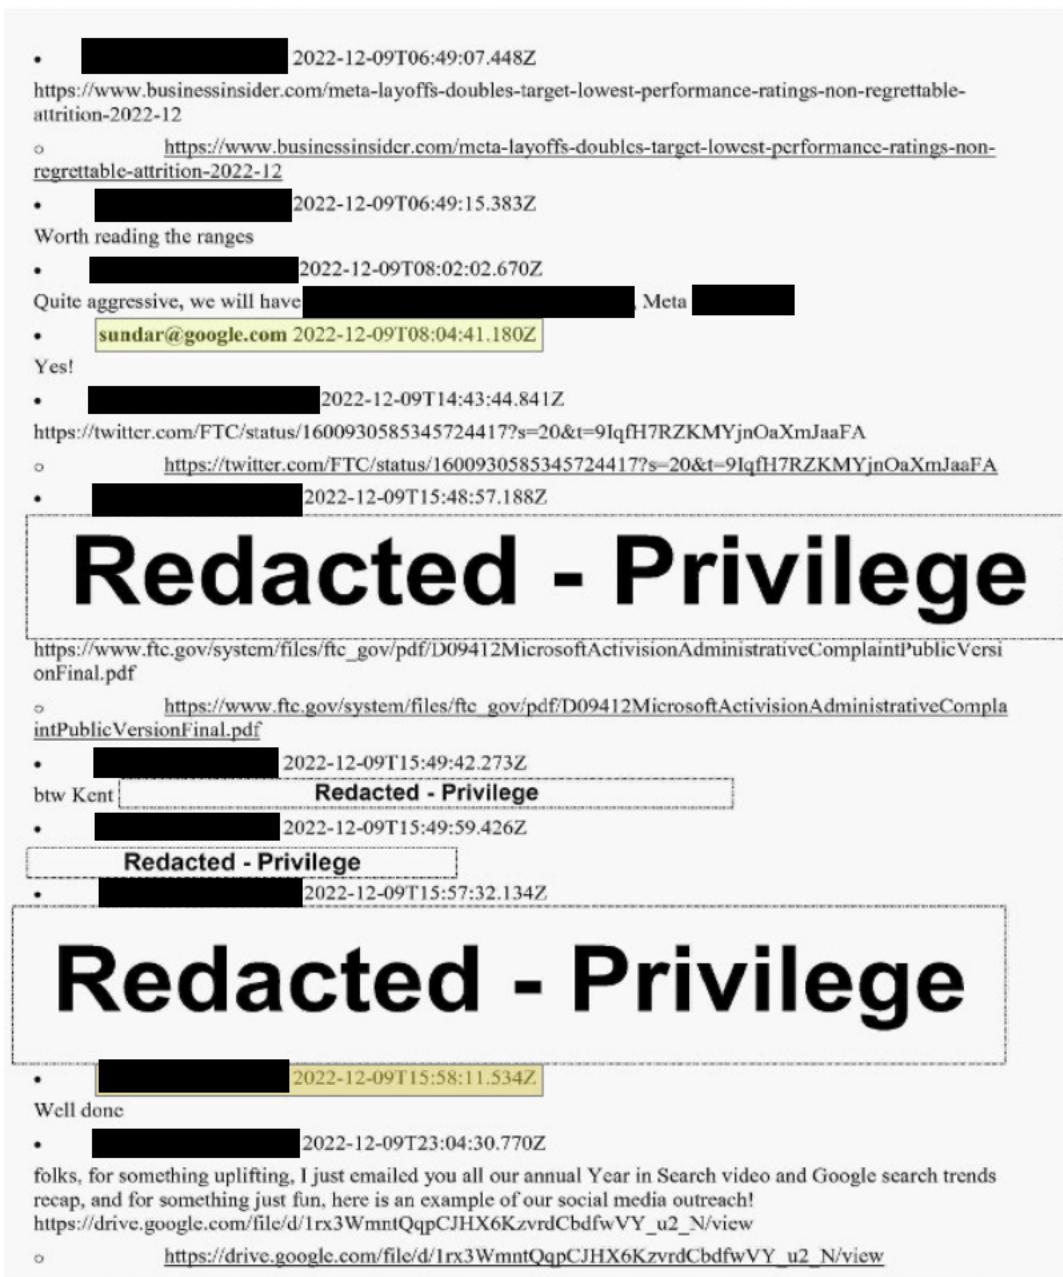 • 2022-12-09T06:49:07.448Z
https://www.businessinsider.com/meta-layoffs-doubles-target-lowest-performance-ratings-non-regrettable-
attrition-2022-12
o https://www.businessinsider.com/meta-layoffs-doubles-target-lowest-performance-ratings-non-
regrettable-attrition-2022-12
• 2022-12-09T06:49:15.383Z
Worth reading the ranges
• 2022-12-09T08:02:02.670Z
Quite aggressive, we will have , Meta
• sundar@google.com 2022-12-09T08:04:41.180Z
Yes!
• 2022-12-09T14:43:44.841Z
https://twitter.com/FTC/status/1600930585345724417?s=20&t=9IqfH7RZKMYjnOaXmJaaFA
o https://twitter.com/FTC/status/1600930585345724417?s=20&t=9IqfH7RZKMYjnOaXmJaaFA
• 2022-12-09T15:48:57.188Z
Redacted - Privilege
https://www.ftc.gov/system/files/ftc_gov/pdf/D09412MicrosoftActivisionAdministrativeComplaintPublicVersi
onFinal.pdf
o https://www.ftc.gov/system/files/ftc_gov/pdf/D09412MicrosoftActivisionAdministrativeCompla
intPublicVersionFinal.pdf
• 2022-12-09T15:49:42.273Z
btw Kent Redacted - Privilege
• 2022-12-09T15:49:59.426Z
Redacted - Privilege
• 2022-12-09T15:57:32.134Z
Redacted - Privilege
• 2022-12-09T15:58:11.534Z
Well done
• 2022-12-09T23:04:30.770Z
folks, for something uplifting, I just emailed you all our annual Year in Search video and Google search trends
recap, and for something just fun, here is an example of our social media outreach!
https://drive.google.com/file/d/1rx3WmntQqpCJHX6KzvrdCbdfwVY_u2_N/view
o https://drive.google.com/file/d/1rx3WmntQqpCJHX6KzvrdCbdfwVY_u2_N/view